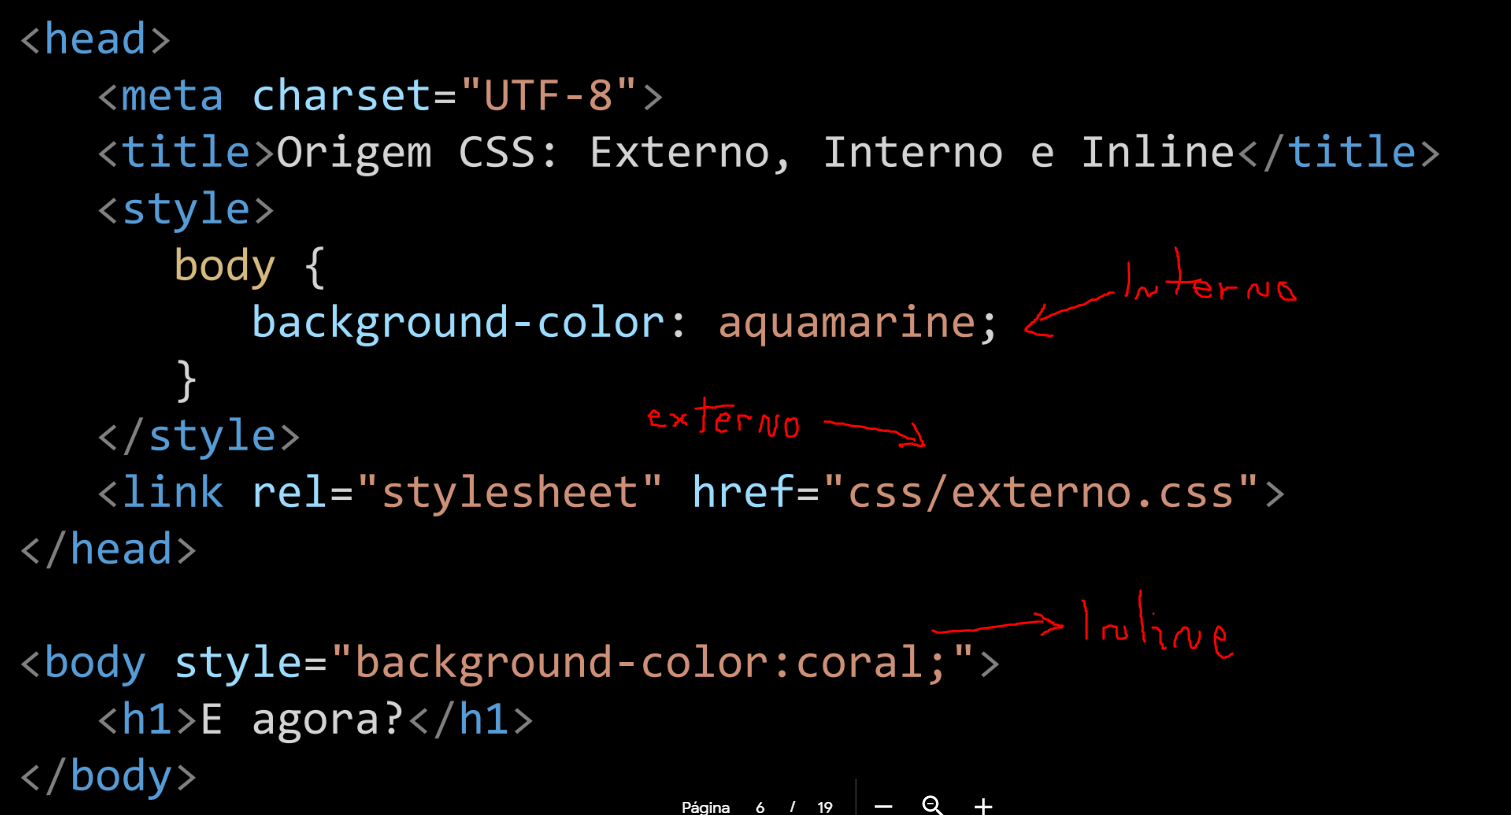 <head>
<meta charset="UTF-8">
<title>Origem CSS: Externo, Interno e Inline</title>
<style>
body {
Interno
background-color: aquamarine;
}
externo
</style>
<link rel="stylesheet" href="css/externo.css">
</head>
Inline
<body style="background-color:coral;">
<h1>E agora?</h1>
</body>
Página 6 / 19